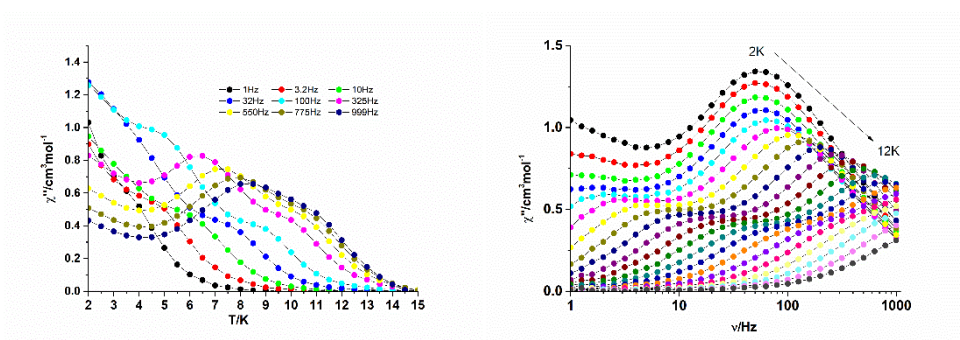 χ''/cm³mol⁻¹
1.4
1.2
1.0
0.8
0.6
0.4
0.2
0.0
1Hz 3.2Hz 10Hz
32Hz 100Hz 325Hz
550Hz 775Hz 999Hz
2 3 4 5 6 7 8 9 10 11 12 13 14 15
T/K
χ''/cm³mol⁻¹
1.5
1.0
0.5
0.0
2K
12K
1 10 100 1000
ν/Hz